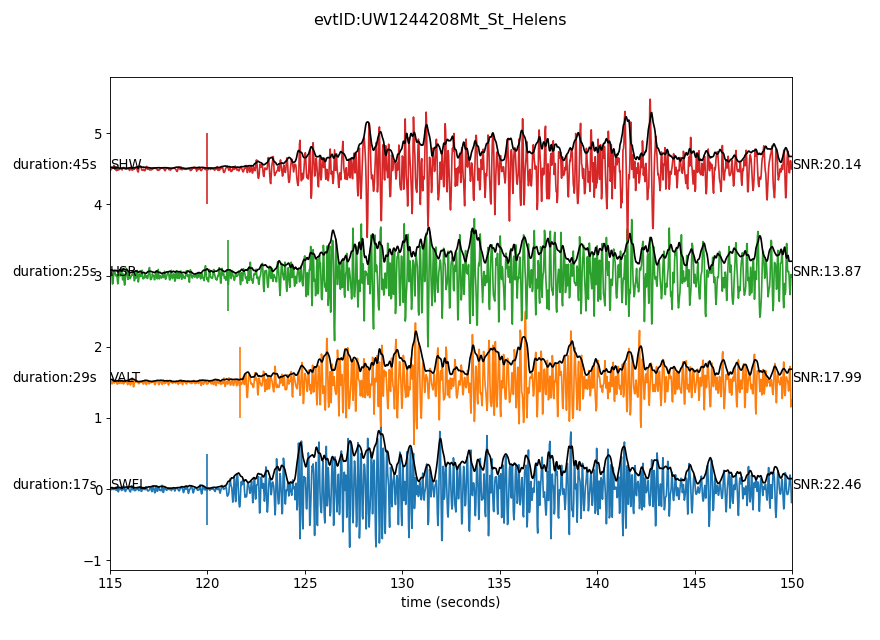 evtID:UW1244208Mt_St_Helens
5
duration:45s SHW SNR:20.14
4
duration:25s 3 HSR SNR:13.87
2
duration:29s VALT SNR:17.99
1
duration:17s 0 SWFL SNR:22.46
−1
115 120 125 130 135 140 145 150
time (seconds)